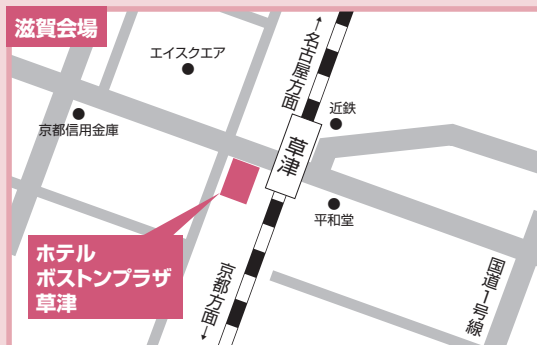 滋賀会場
エイスクエア
←名古屋方面
近鉄
京都信用金庫
草津
平和堂
ホテル
ボストンプラザ
草津
京都方面→
国道1号線